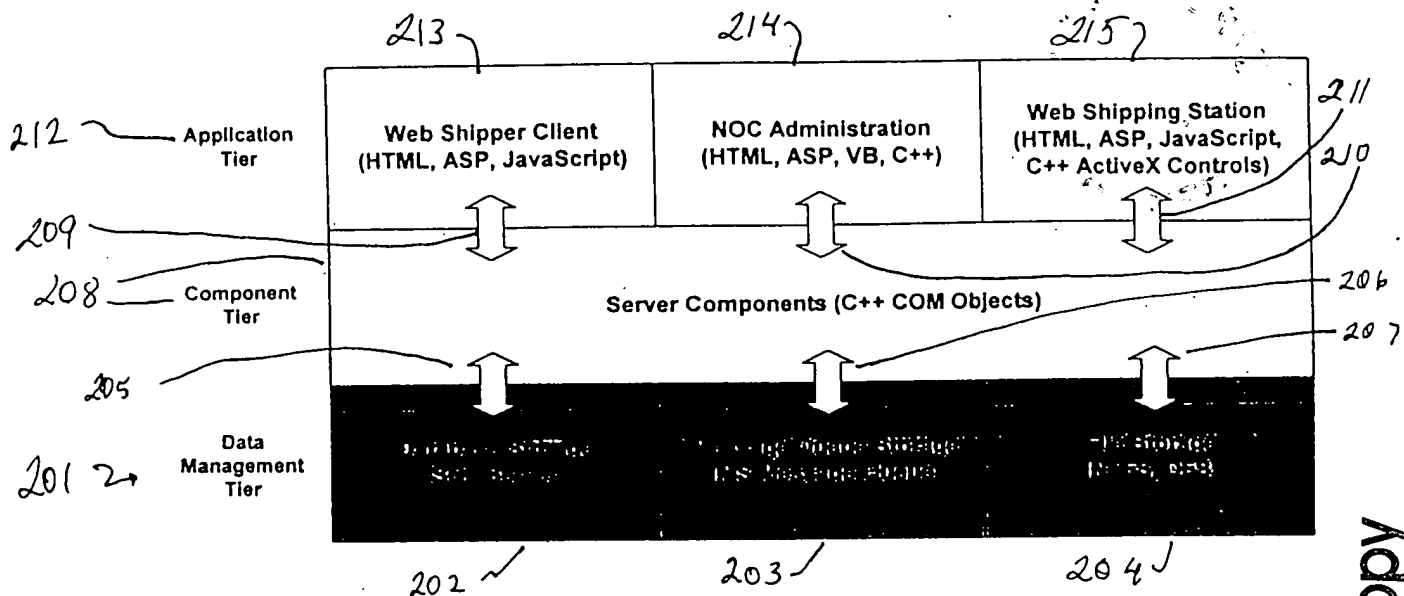 213
214
215
211
212
Application
Tier
Web Shipper Client
(HTML, ASP, JavaScript)
NOC Administration
(HTML, ASP, VB, C++)
Web Shipping Station
(HTML, ASP, JavaScript,
C++ ActiveX Controls)
210
209
208
Component
Tier
Server Components (C++ COM Objects)
206
207
205
201
Data
Management
Tier
202
203
204
opy